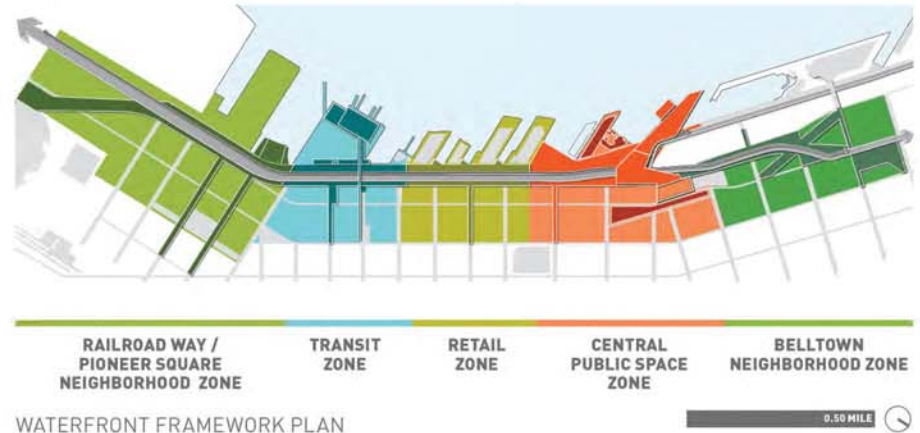 RAILROAD WAY /
PIONEER SQUARE
NEIGHBORHOOD ZONE
TRANSIT
ZONE
RETAIL
ZONE
CENTRAL
PUBLIC SPACE
ZONE
BELLTOWN
NEIGHBORHOOD ZONE
WATERFRONT FRAMEWORK PLAN
0.50 MILE